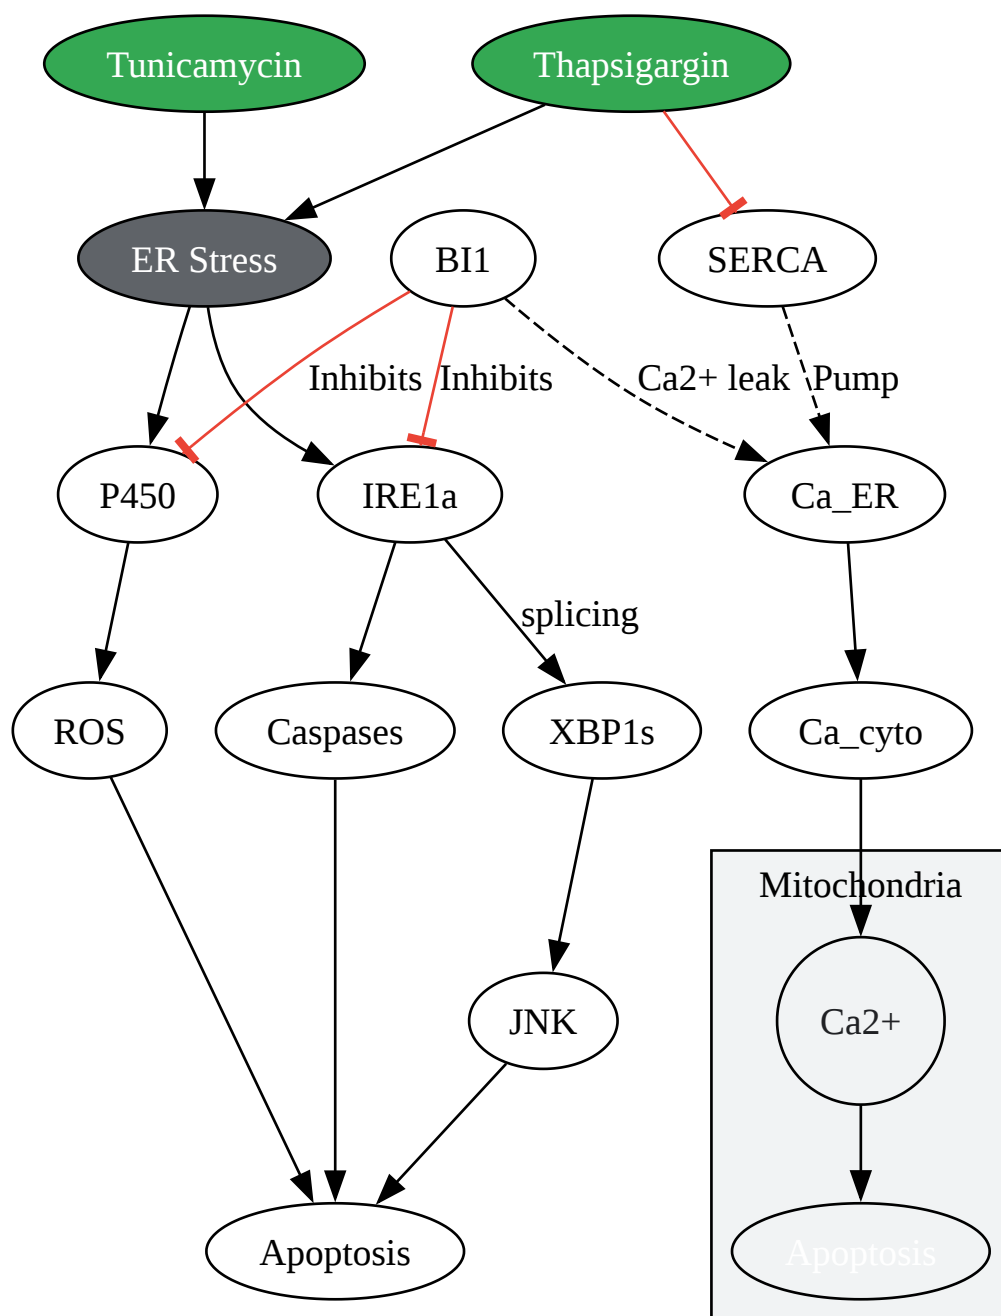 Tunicamycin
Thapsigargin
ER Stress
BI1
SERCA
Inhibits
Inhibits
Ca2+ leak
Pump
P450
IRE1a
Ca_ER
splicing
ROS
Caspases
XBP1s
Ca_cyto
Mitochondria
JNK
Ca2+
Apoptosis
Apoptosis